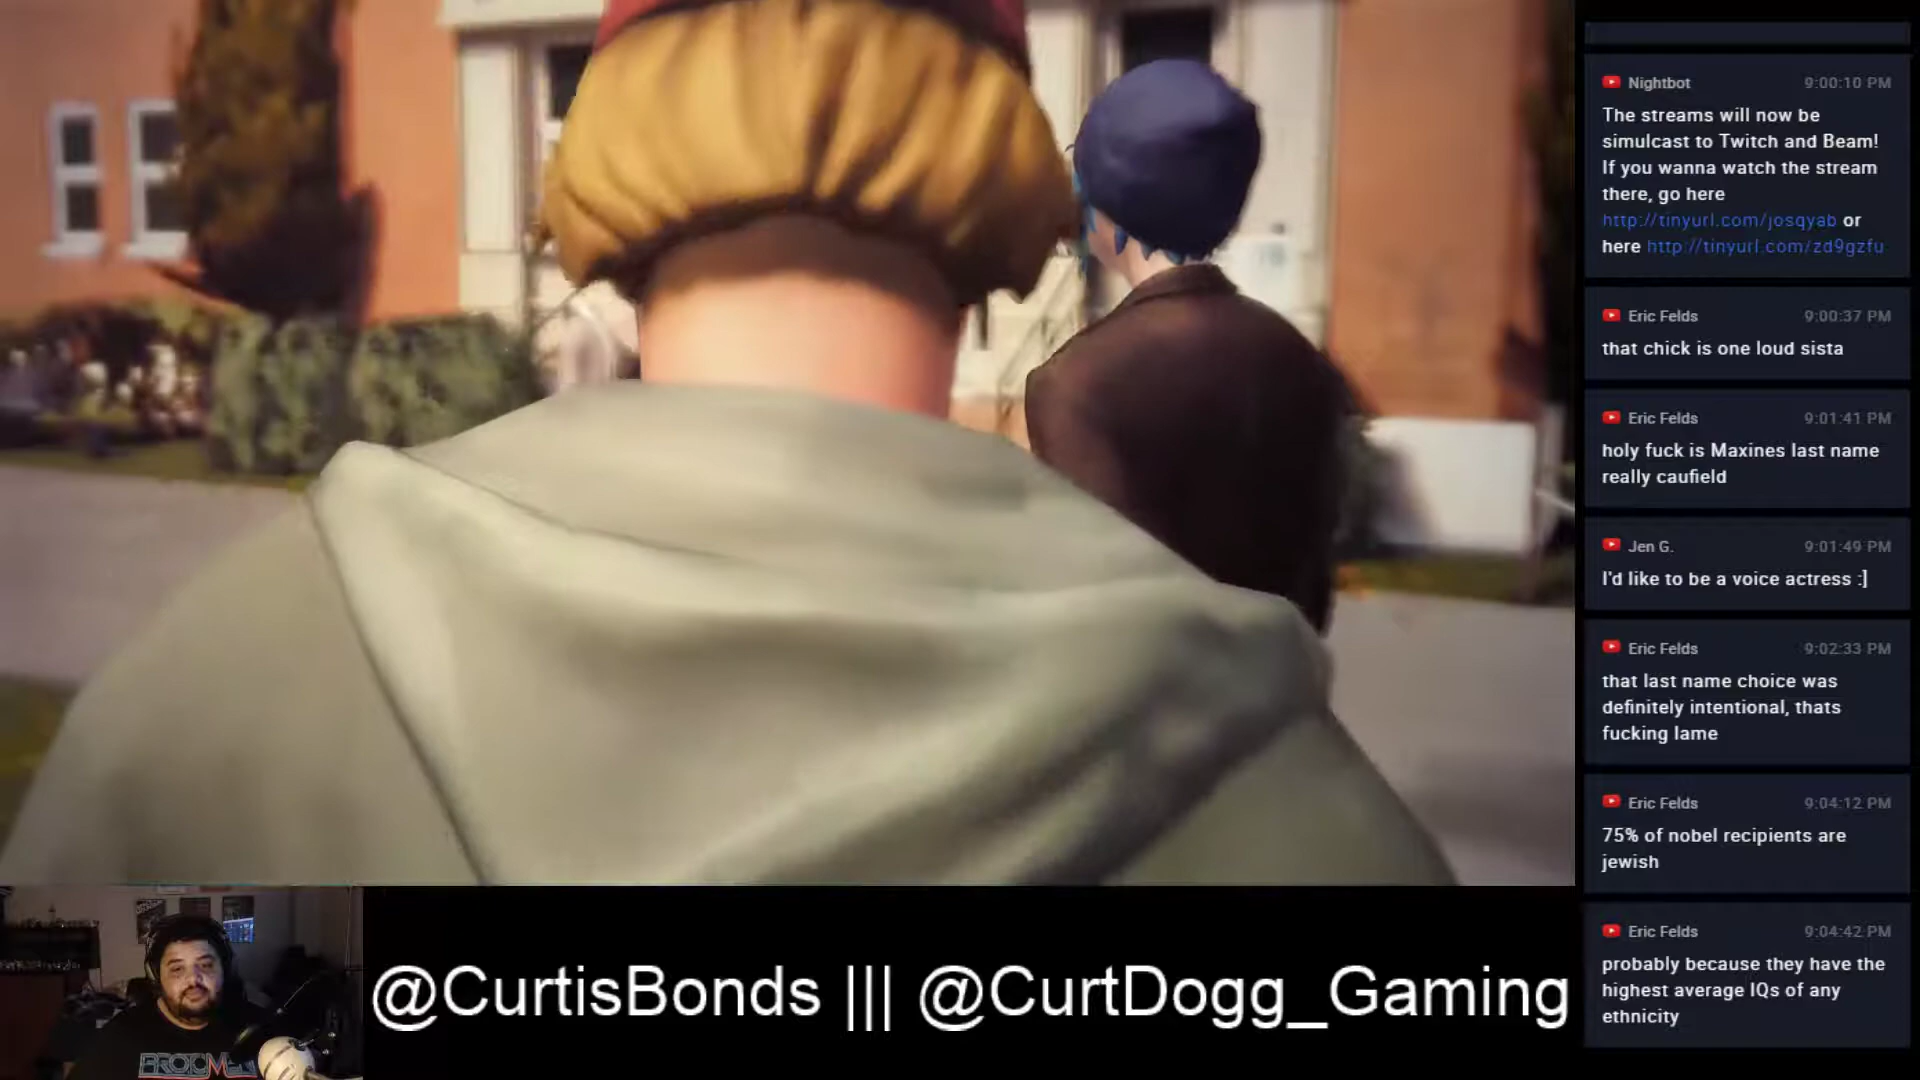 Nightbot 9:00:10 PM
The streams will now be
simulcast to Twitch and Beam!
If you wanna watch the stream
there, go here
http://tinyurl.com/josqyab or
here http://tinyurl.com/zd9gzfu
Eric Felds 9:00:37 PM
that chick is one loud sista
Eric Felds 9:01:41 PM
holy fuck is Maxines last name
really caufield
Jen G. 9:01:49 PM
I'd like to be a voice actress :]
Eric Felds 9:02:33 PM
that last name choice was
definitely intentional, thats
fucking lame
Eric Felds 9:04:12 PM
75% of nobel recipients are
jewish
Eric Felds 9:04:42 PM
probably because they have the
highest average IQs of any
ethnicity
@CurtisBonds ||| @CurtDogg_Gaming